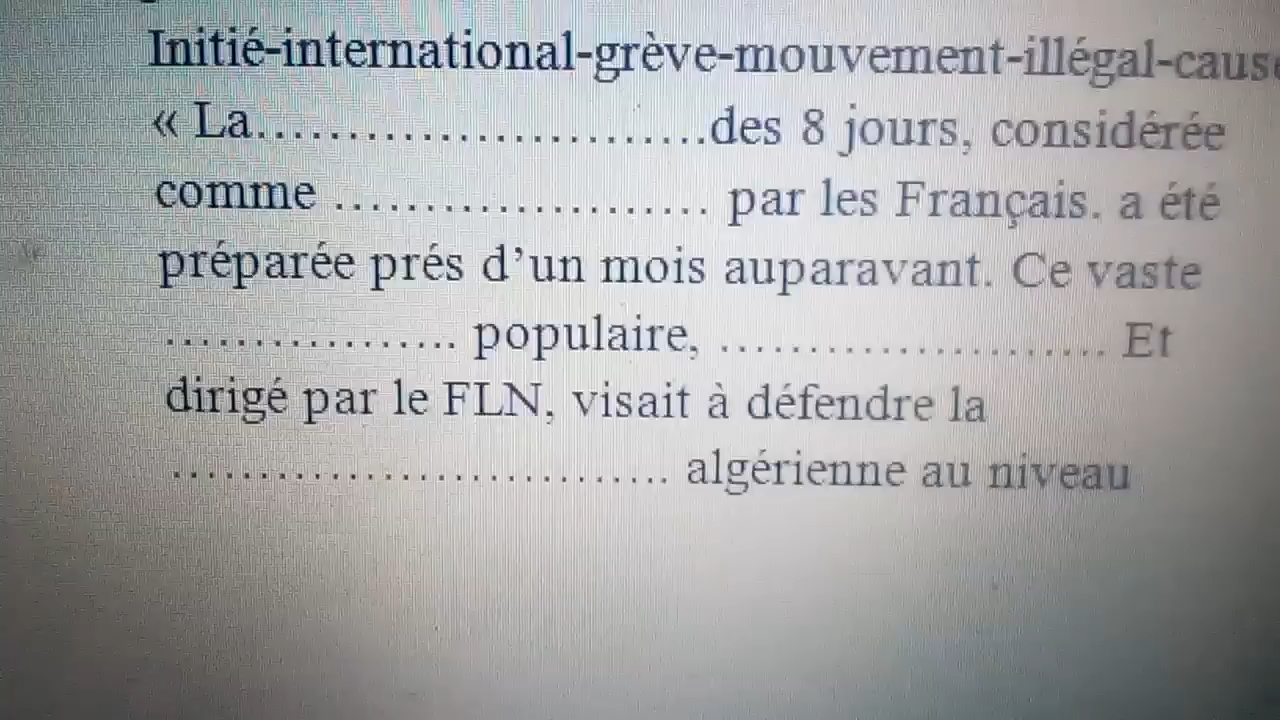 Initié-international-grève-mouvement-illégal-cause
« La.............................des 8 jours, considérée
comme ..................... par les Français. a été
préparée prés d’un mois auparavant. Ce vaste
................. populaire, ...................... Et
dirigé par le FLN, visait à défendre la
............................. algérienne au niveau